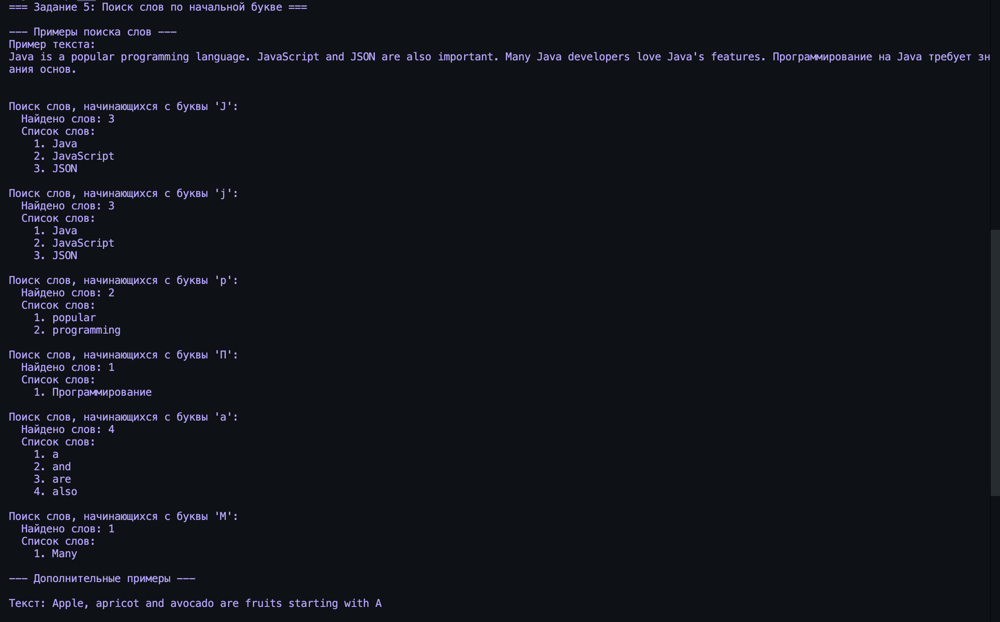 === Задание 5: Поиск слов по начальной букве ===
--- Примеры поиска слов ---
Пример текста:
Java is a popular programming language. JavaScript and JSON are also important. Many Java developers love Java's features. Программирование на Java требует зн
ания основ.
Поиск слов, начинающихся с буквы 'J':
  Найдено слов: 3
  Список слов:
    1. Java
    2. JavaScript
    3. JSON
Поиск слов, начинающихся с буквы 'j':
  Найдено слов: 3
  Список слов:
    1. Java
    2. JavaScript
    3. JSON
Поиск слов, начинающихся с буквы 'p':
  Найдено слов: 2
  Список слов:
    1. popular
    2. programming
Поиск слов, начинающихся с буквы 'П':
  Найдено слов: 1
  Список слов:
    1. Программирование
Поиск слов, начинающихся с буквы 'a':
  Найдено слов: 4
  Список слов:
    1. a
    2. and
    3. are
    4. also
Поиск слов, начинающихся с буквы 'M':
  Найдено слов: 1
  Список слов:
    1. Many
--- Дополнительные примеры ---
Текст: Apple, apricot and avocado are fruits starting with A